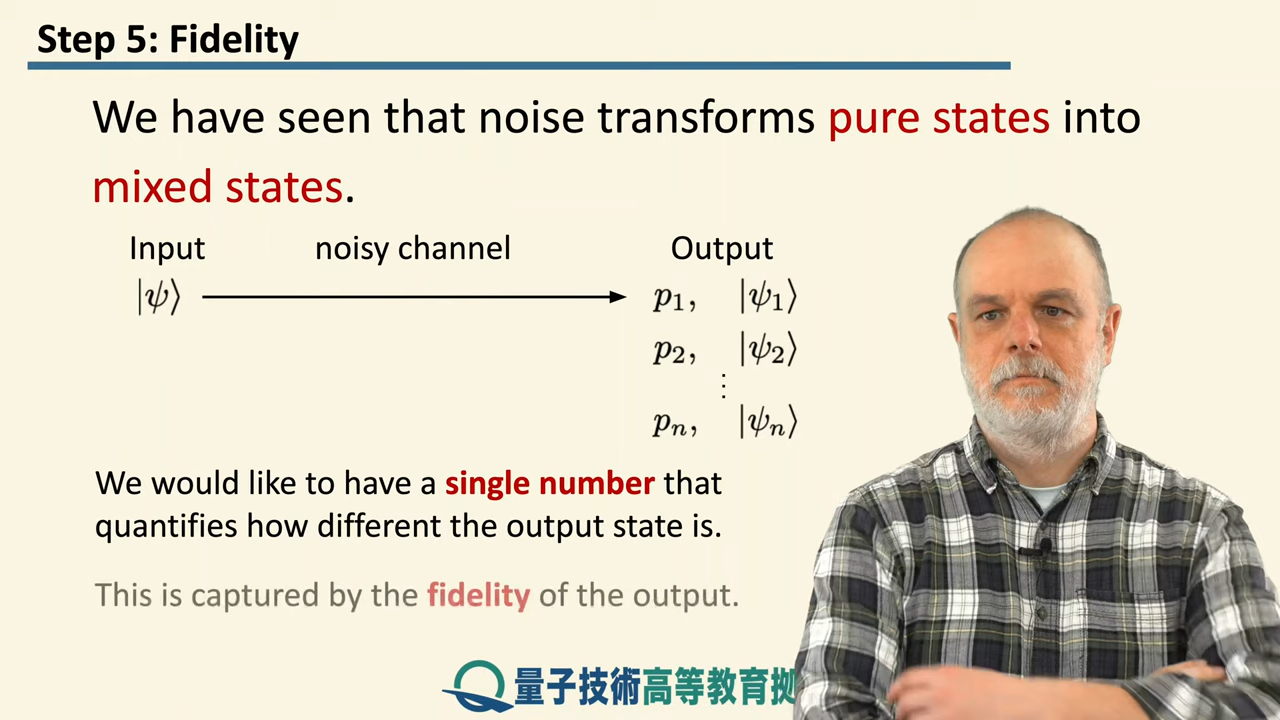 Step 5: Fidelity
We have seen that noise transforms pure states into
mixed states.
Input noisy channel Output
|ψ⟩ p₁, |ψ₁⟩
p₂, |ψ₂⟩
⋮
pₙ, |ψₙ⟩
We would like to have a single number that
quantifies how different the output state is.
This is captured by the fidelity of the output.
量子技術高等教育拠